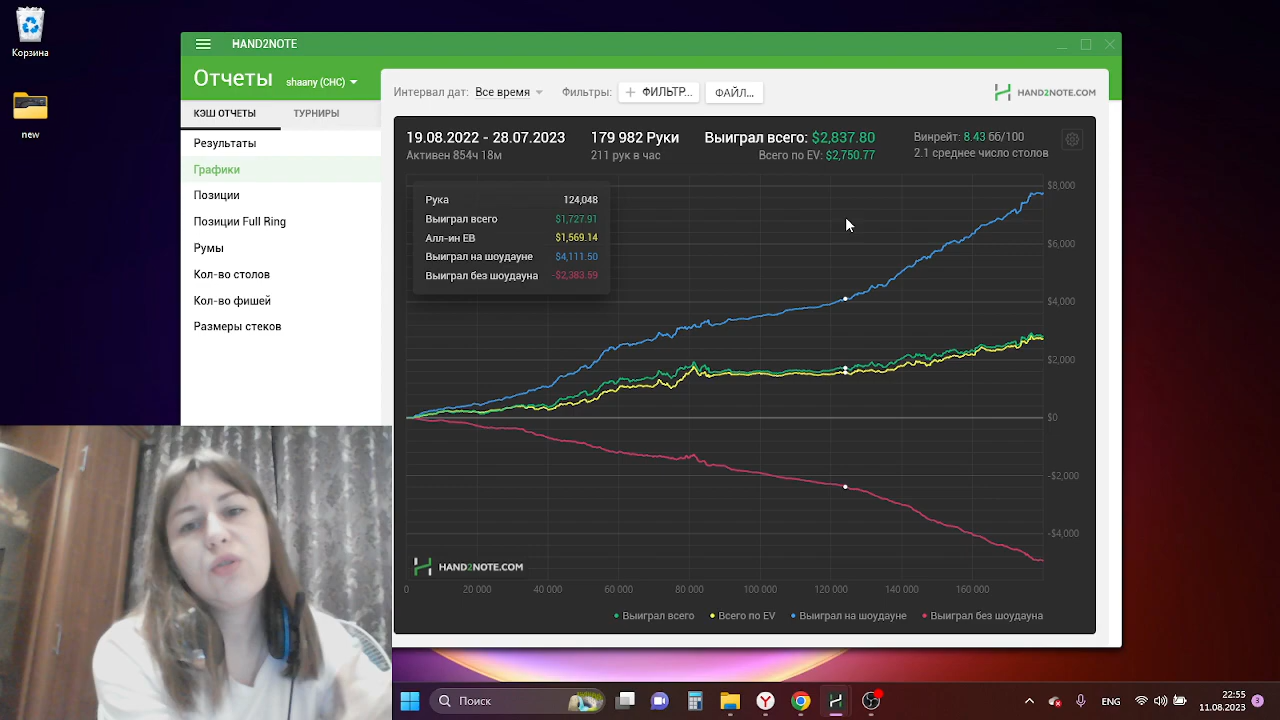 Корзина
new
HAND2NOTE
Отчеты shaany (CHC)
КЭШ ОТЧЕТЫ ТУРНИРЫ
Результаты
Графики
Позиции
Позиции Full Ring
Румы
Кол-во столов
Кол-во фишей
Размеры стеков
Интервал дат: Все время Фильтры: + ФИЛЬТР... ФАЙЛ... HAND2NOTE.COM
19.08.2022 - 28.07.2023 179 982 Руки Выиграл всего: $2,837.80 Винрейт: 8.43 бб/100
Активен 854ч 18м 211 рук в час Всего по EV: $2,750.77 2.1 среднее число столов
Рука 124,048
Выиграл всего $1,727.91
Алл-ин ЕВ $1,569.14
Выиграл на шоудауне $4,111.50
Выиграл без шоудауна -$2,383.59
$8,000
$6,000
$4,000
$2,000
$0
-$2,000
-$4,000
HAND2NOTE.COM
0 20 000 40 000 60 000 80 000 100 000 120 000 140 000 160 000
Выиграл всего Всего по EV Выиграл на шоудауне Выиграл без шоудауна
Поиск
22:55
11.08.2023
3